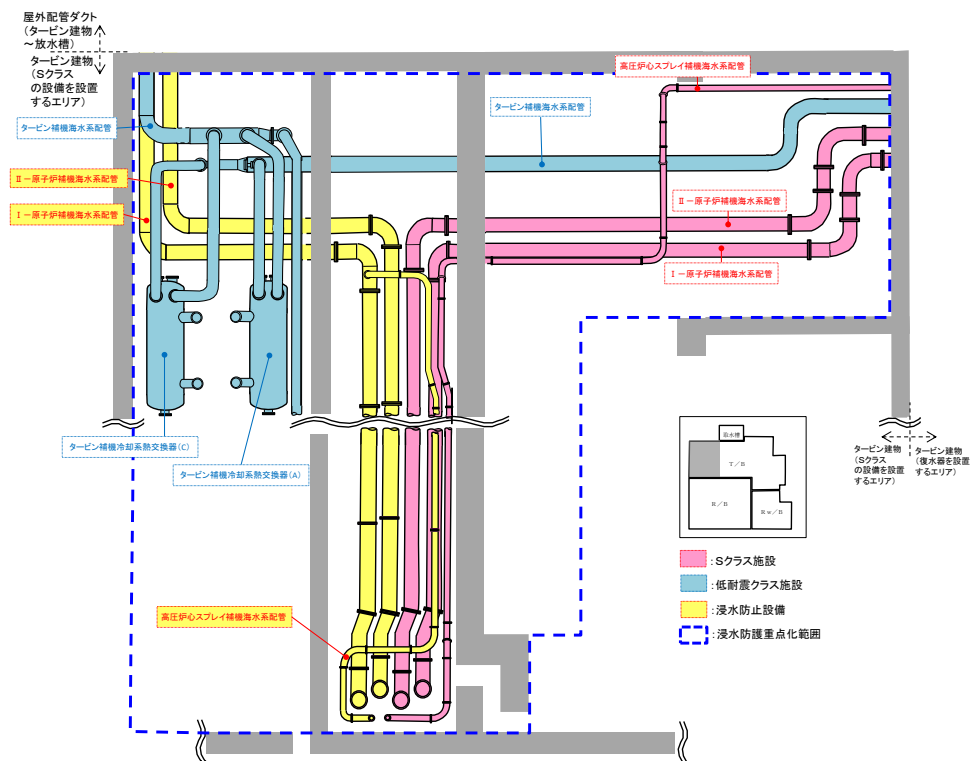 屋外配管ダクト
(タービン建物
～放水槽)
タービン建物
(Sクラス
の設備を設置
するエリア)
高圧炉心スプレイ補機海水系配管
タービン補機海水系配管
タービン補機海水系配管
Ⅱ－原子炉補機海水系配管
Ⅰ－原子炉補機海水系配管
Ⅱ－原子炉補機海水系配管
Ⅰ－原子炉補機海水系配管
タービン補機冷却系熱交換器(C)
タービン補機冷却系熱交換器(A)
高圧炉心スプレイ補機海水系配管
タービン建物
(Sクラス
の設備を設置
するエリア)
タービン建物
(復水器を設置
するエリア)
取水槽
T／B
R／B
Rw／B
:Sクラス施設
:低耐震クラス施設
:浸水防止設備
:浸水防護重点化範囲